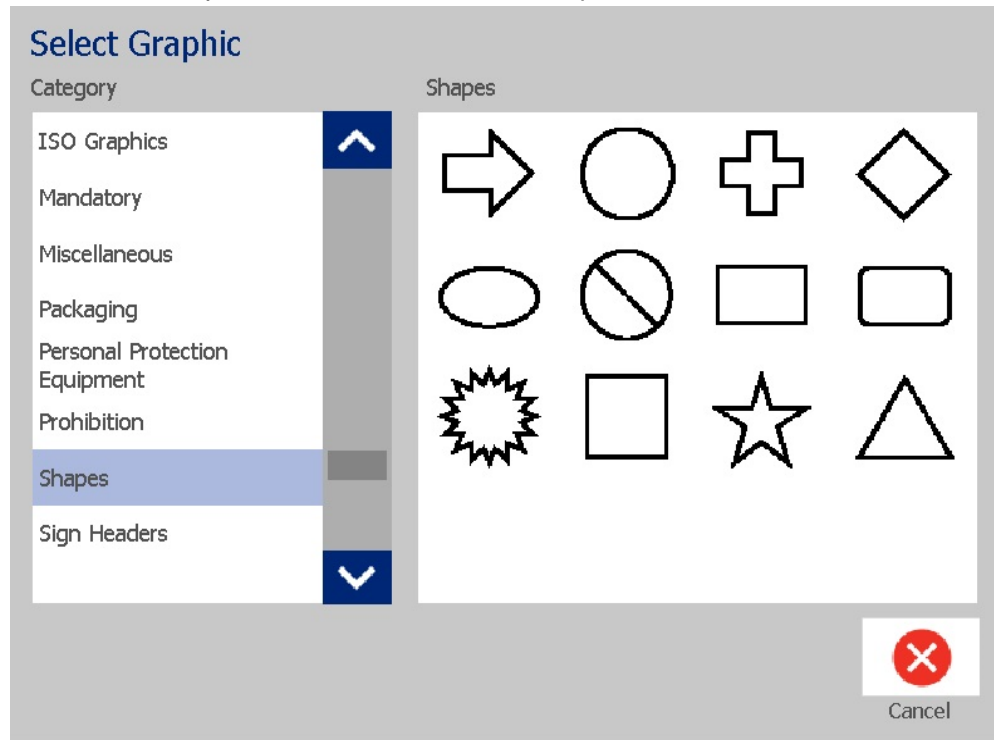 Select Graphic
Category
Shapes
ISO Graphics
Mandatory
Miscellaneous
Packaging
Personal Protection
Equipment
Prohibition
Shapes
Sign Headers
Cancel